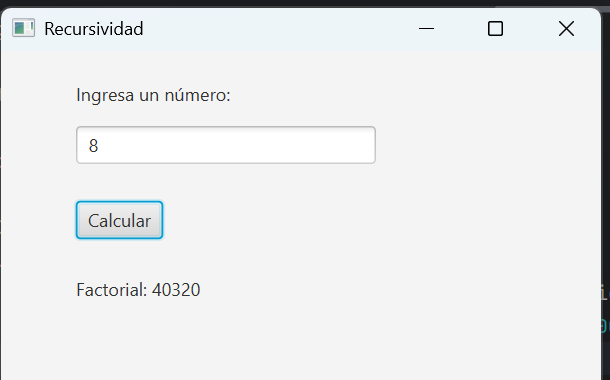 Recursividad
Ingresa un número:
8
Calcular
Factorial: 40320